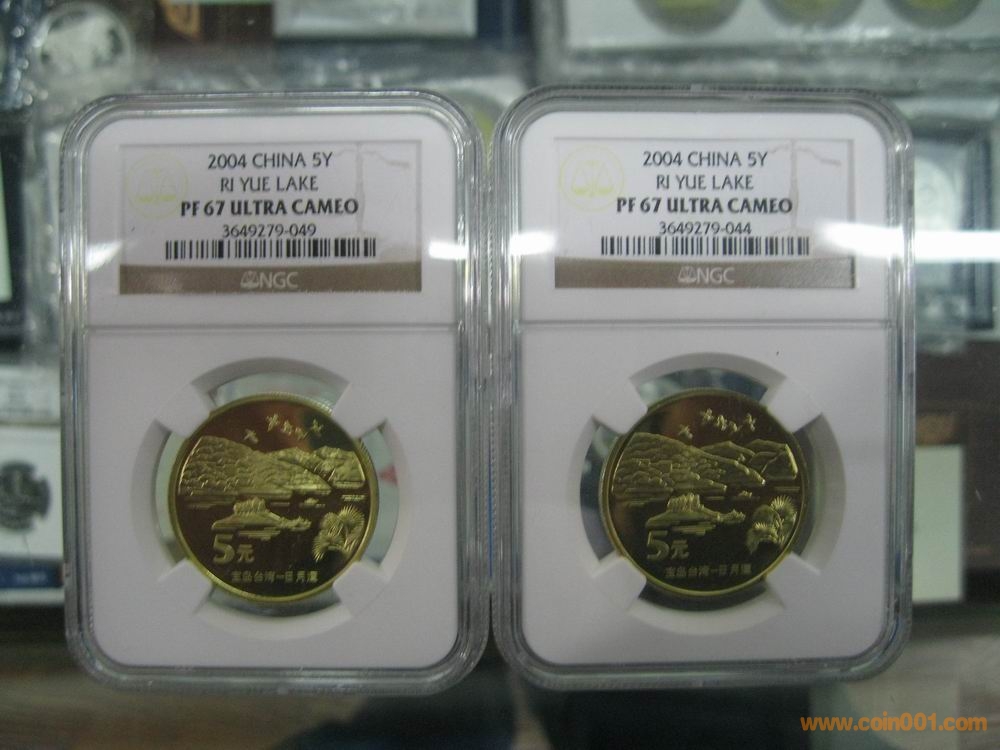 2004 CHINA 5Y
RI YUE LAKE
PF 67 ULTRA CAMEO
3649279-049
NGC
5元
宝岛台湾-日月潭
2004 CHINA 5Y
RI YUE LAKE
PF 67 ULTRA CAMEO
3649279-044
NGC
5元
宝岛台湾-日月潭
www.coin001.com